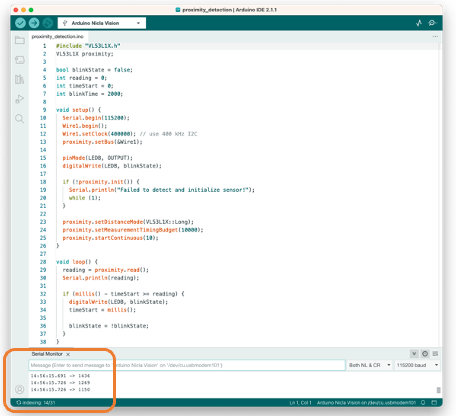 proximity_detection | Arduino IDE 2.1.1
Arduino Nicla Vision
proximity_detection.ino
1 #include "VL53L1X.h"
2 VL53L1X proximity;
3
4 bool blinkState = false;
5 int reading = 0;
6 int timeStart = 0;
7 int blinkTime = 2000;
8
9 void setup() {
10 Serial.begin(115200);
11 Wire1.begin();
12 Wire1.setClock(400000); // use 400 kHz I2C
13 proximity.setBus(&Wire1);
14
15 pinMode(LEDB, OUTPUT);
16 digitalWrite(LEDB, blinkState);
17
18 if (!proximity.init()) {
19 Serial.println("Failed to detect and initialize sensor!");
20 while (1);
21 }
22
23 proximity.setDistanceMode(VL53L1X::Long);
24 proximity.setMeasurementTimingBudget(10000);
25 proximity.startContinuous(10);
26 }
27
28 void loop() {
29 reading = proximity.read();
30 Serial.println(reading);
31
32 if (millis() - timeStart >= reading) {
33 digitalWrite(LEDB, blinkState);
34 timeStart = millis();
35
36 blinkState = !blinkState;
37 }
38 }
Serial Monitor ×
Message (Enter to send message to 'Arduino Nicla Vision' on '/dev/cu.usbmodem101')
Both NL & CR
115200 baud
14:56:15.691 -> 1436
14:56:15.726 -> 1269
14:56:15.726 -> 1150
indexing: 14/31
Ln 1, Col 1 Arduino Nicla Vision on /dev/cu.usbmodem101